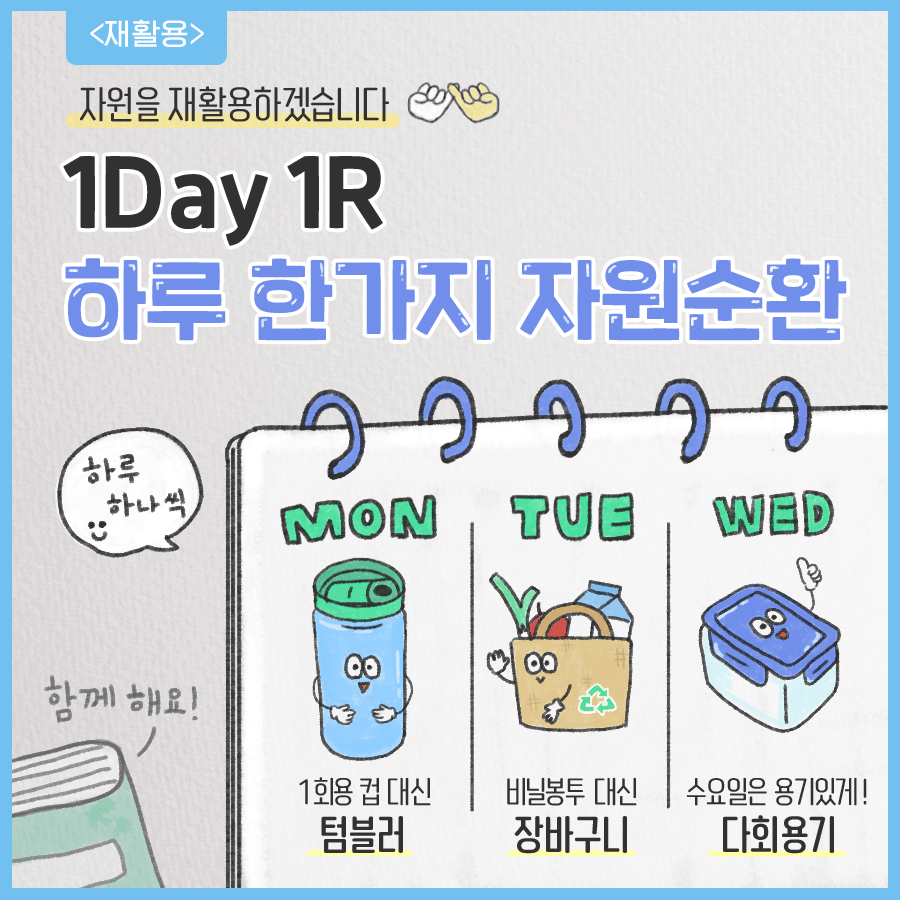 <재활용>
자원을 재활용하겠습니다
1Day 1R
하루 한가지 자원순환
하루
하나씩
함께 해요!
MON
1회용 컵 대신
텀블러
TUE
비닐봉투 대신
장바구니
WED
수요일은 용기있게!
다회용기